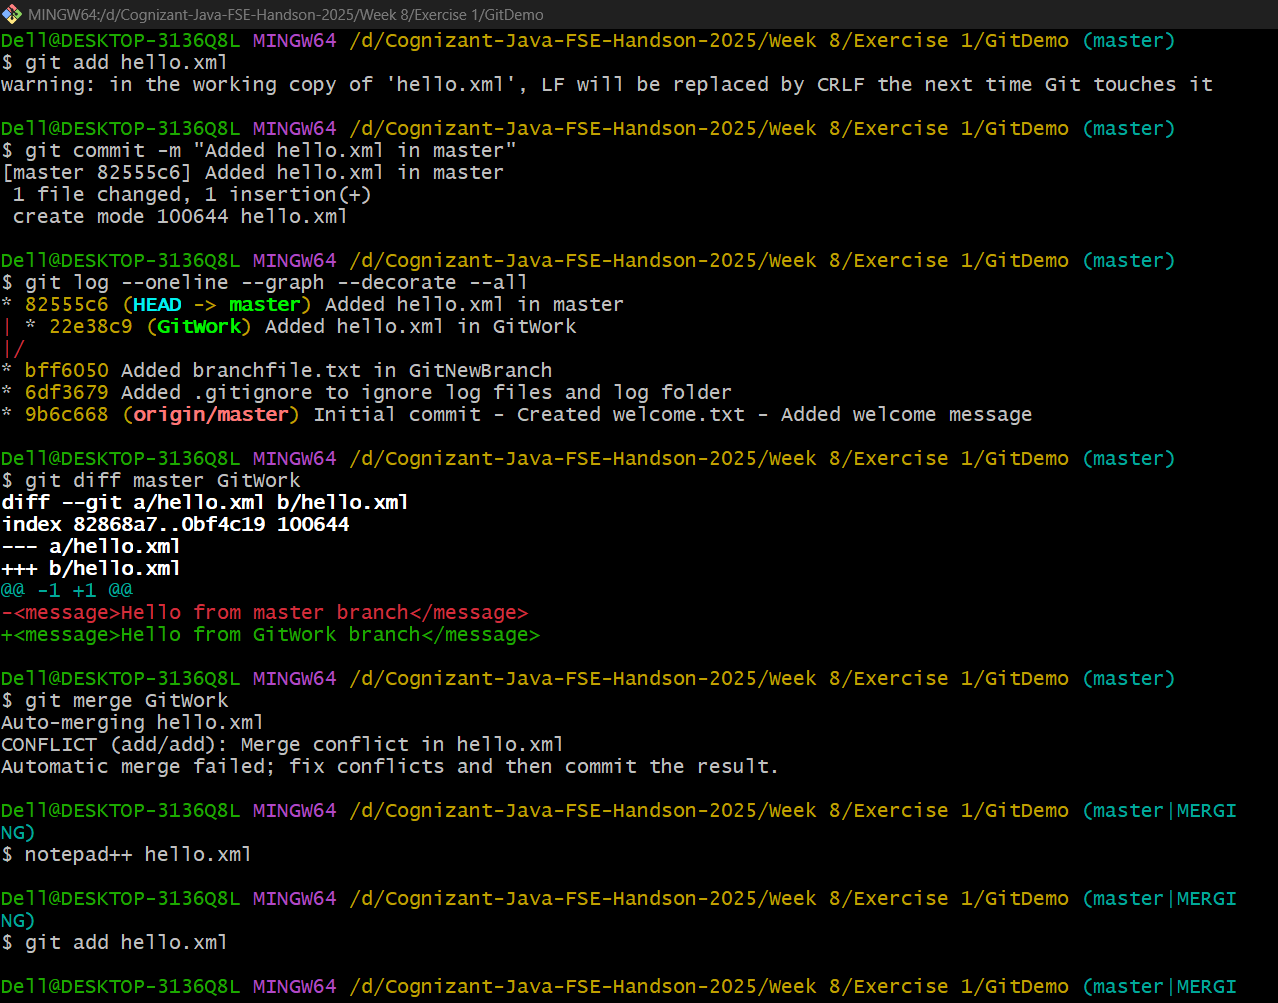 MINGW64:/d/Cognizant-Java-FSE-Handson-2025/Week 8/Exercise 1/GitDemo
Dell@DESKTOP-3136Q8L MINGW64 /d/Cognizant-Java-FSE-Handson-2025/Week 8/Exercise 1/GitDemo (master)
$ git add hello.xml
warning: in the working copy of 'hello.xml', LF will be replaced by CRLF the next time Git touches it
Dell@DESKTOP-3136Q8L MINGW64 /d/Cognizant-Java-FSE-Handson-2025/Week 8/Exercise 1/GitDemo (master)
$ git commit -m "Added hello.xml in master"
[master 82555c6] Added hello.xml in master
 1 file changed, 1 insertion(+)
 create mode 100644 hello.xml
Dell@DESKTOP-3136Q8L MINGW64 /d/Cognizant-Java-FSE-Handson-2025/Week 8/Exercise 1/GitDemo (master)
$ git log --oneline --graph --decorate --all
* 82555c6 (HEAD -> master) Added hello.xml in master
| * 22e38c9 (GitWork) Added hello.xml in GitWork
|/
* bff6050 Added branchfile.txt in GitNewBranch
* 6df3679 Added .gitignore to ignore log files and log folder
* 9b6c668 (origin/master) Initial commit - Created welcome.txt - Added welcome message
Dell@DESKTOP-3136Q8L MINGW64 /d/Cognizant-Java-FSE-Handson-2025/Week 8/Exercise 1/GitDemo (master)
$ git diff master GitWork
diff --git a/hello.xml b/hello.xml
index 82868a7..0bf4c19 100644
--- a/hello.xml
+++ b/hello.xml
@@ -1 +1 @@
-<message>Hello from master branch</message>
+<message>Hello from GitWork branch</message>
Dell@DESKTOP-3136Q8L MINGW64 /d/Cognizant-Java-FSE-Handson-2025/Week 8/Exercise 1/GitDemo (master)
$ git merge GitWork
Auto-merging hello.xml
CONFLICT (add/add): Merge conflict in hello.xml
Automatic merge failed; fix conflicts and then commit the result.
Dell@DESKTOP-3136Q8L MINGW64 /d/Cognizant-Java-FSE-Handson-2025/Week 8/Exercise 1/GitDemo (master|MERGI
NG)
$ notepad++ hello.xml
Dell@DESKTOP-3136Q8L MINGW64 /d/Cognizant-Java-FSE-Handson-2025/Week 8/Exercise 1/GitDemo (master|MERGI
NG)
$ git add hello.xml
Dell@DESKTOP-3136Q8L MINGW64 /d/Cognizant-Java-FSE-Handson-2025/Week 8/Exercise 1/GitDemo (master|MERGI